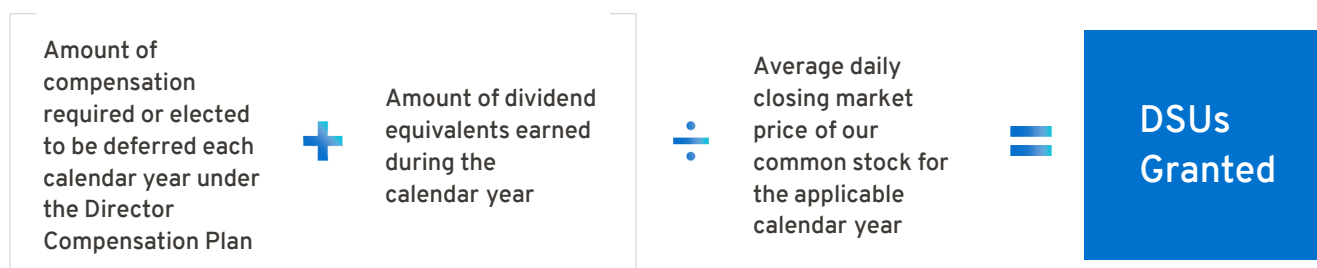 Amount of
compensation
required or elected
to be deferred each
calendar year under
the Director
Compensation Plan
+
Amount of dividend
equivalents earned
during the
calendar year
÷
Average daily
closing market
price of our
common stock for
the applicable
calendar year
=
DSUs
Granted